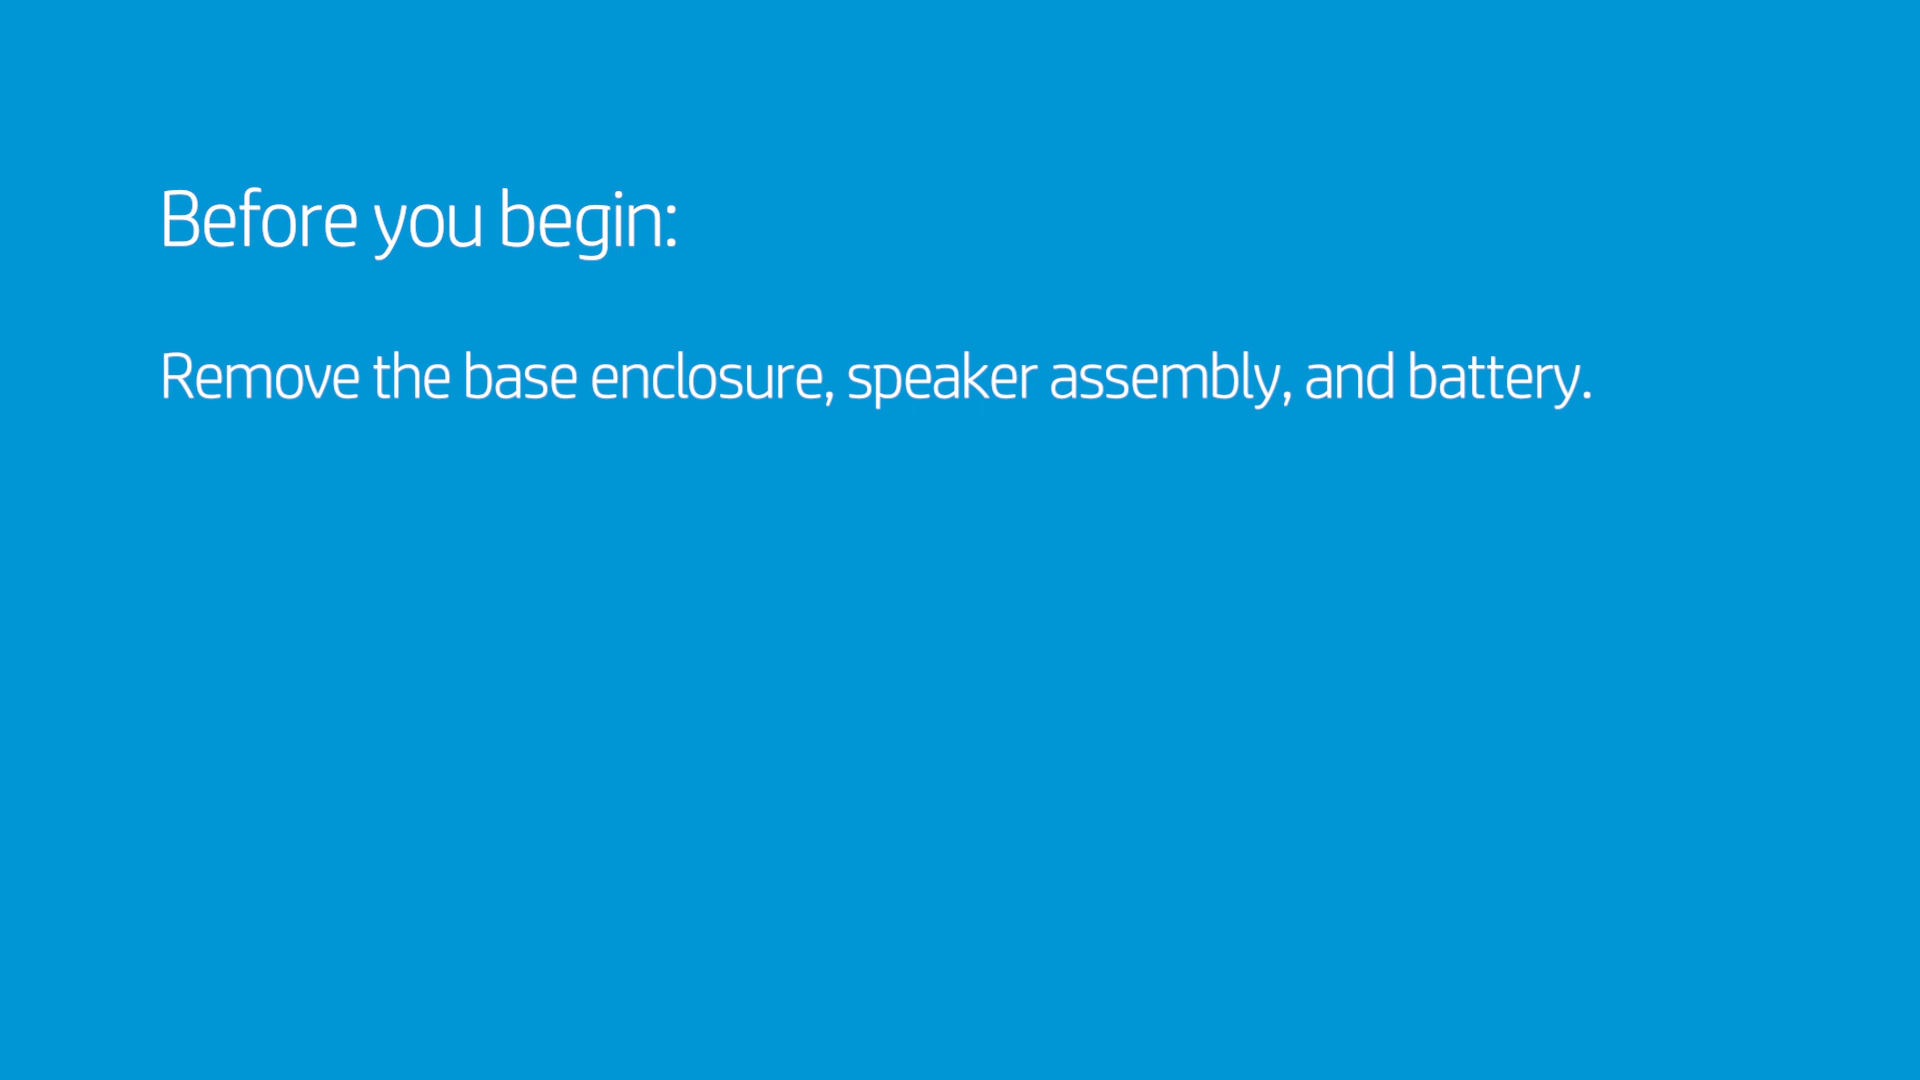 Before you begin:
Remove the base enclosure, speaker assembly, and battery.